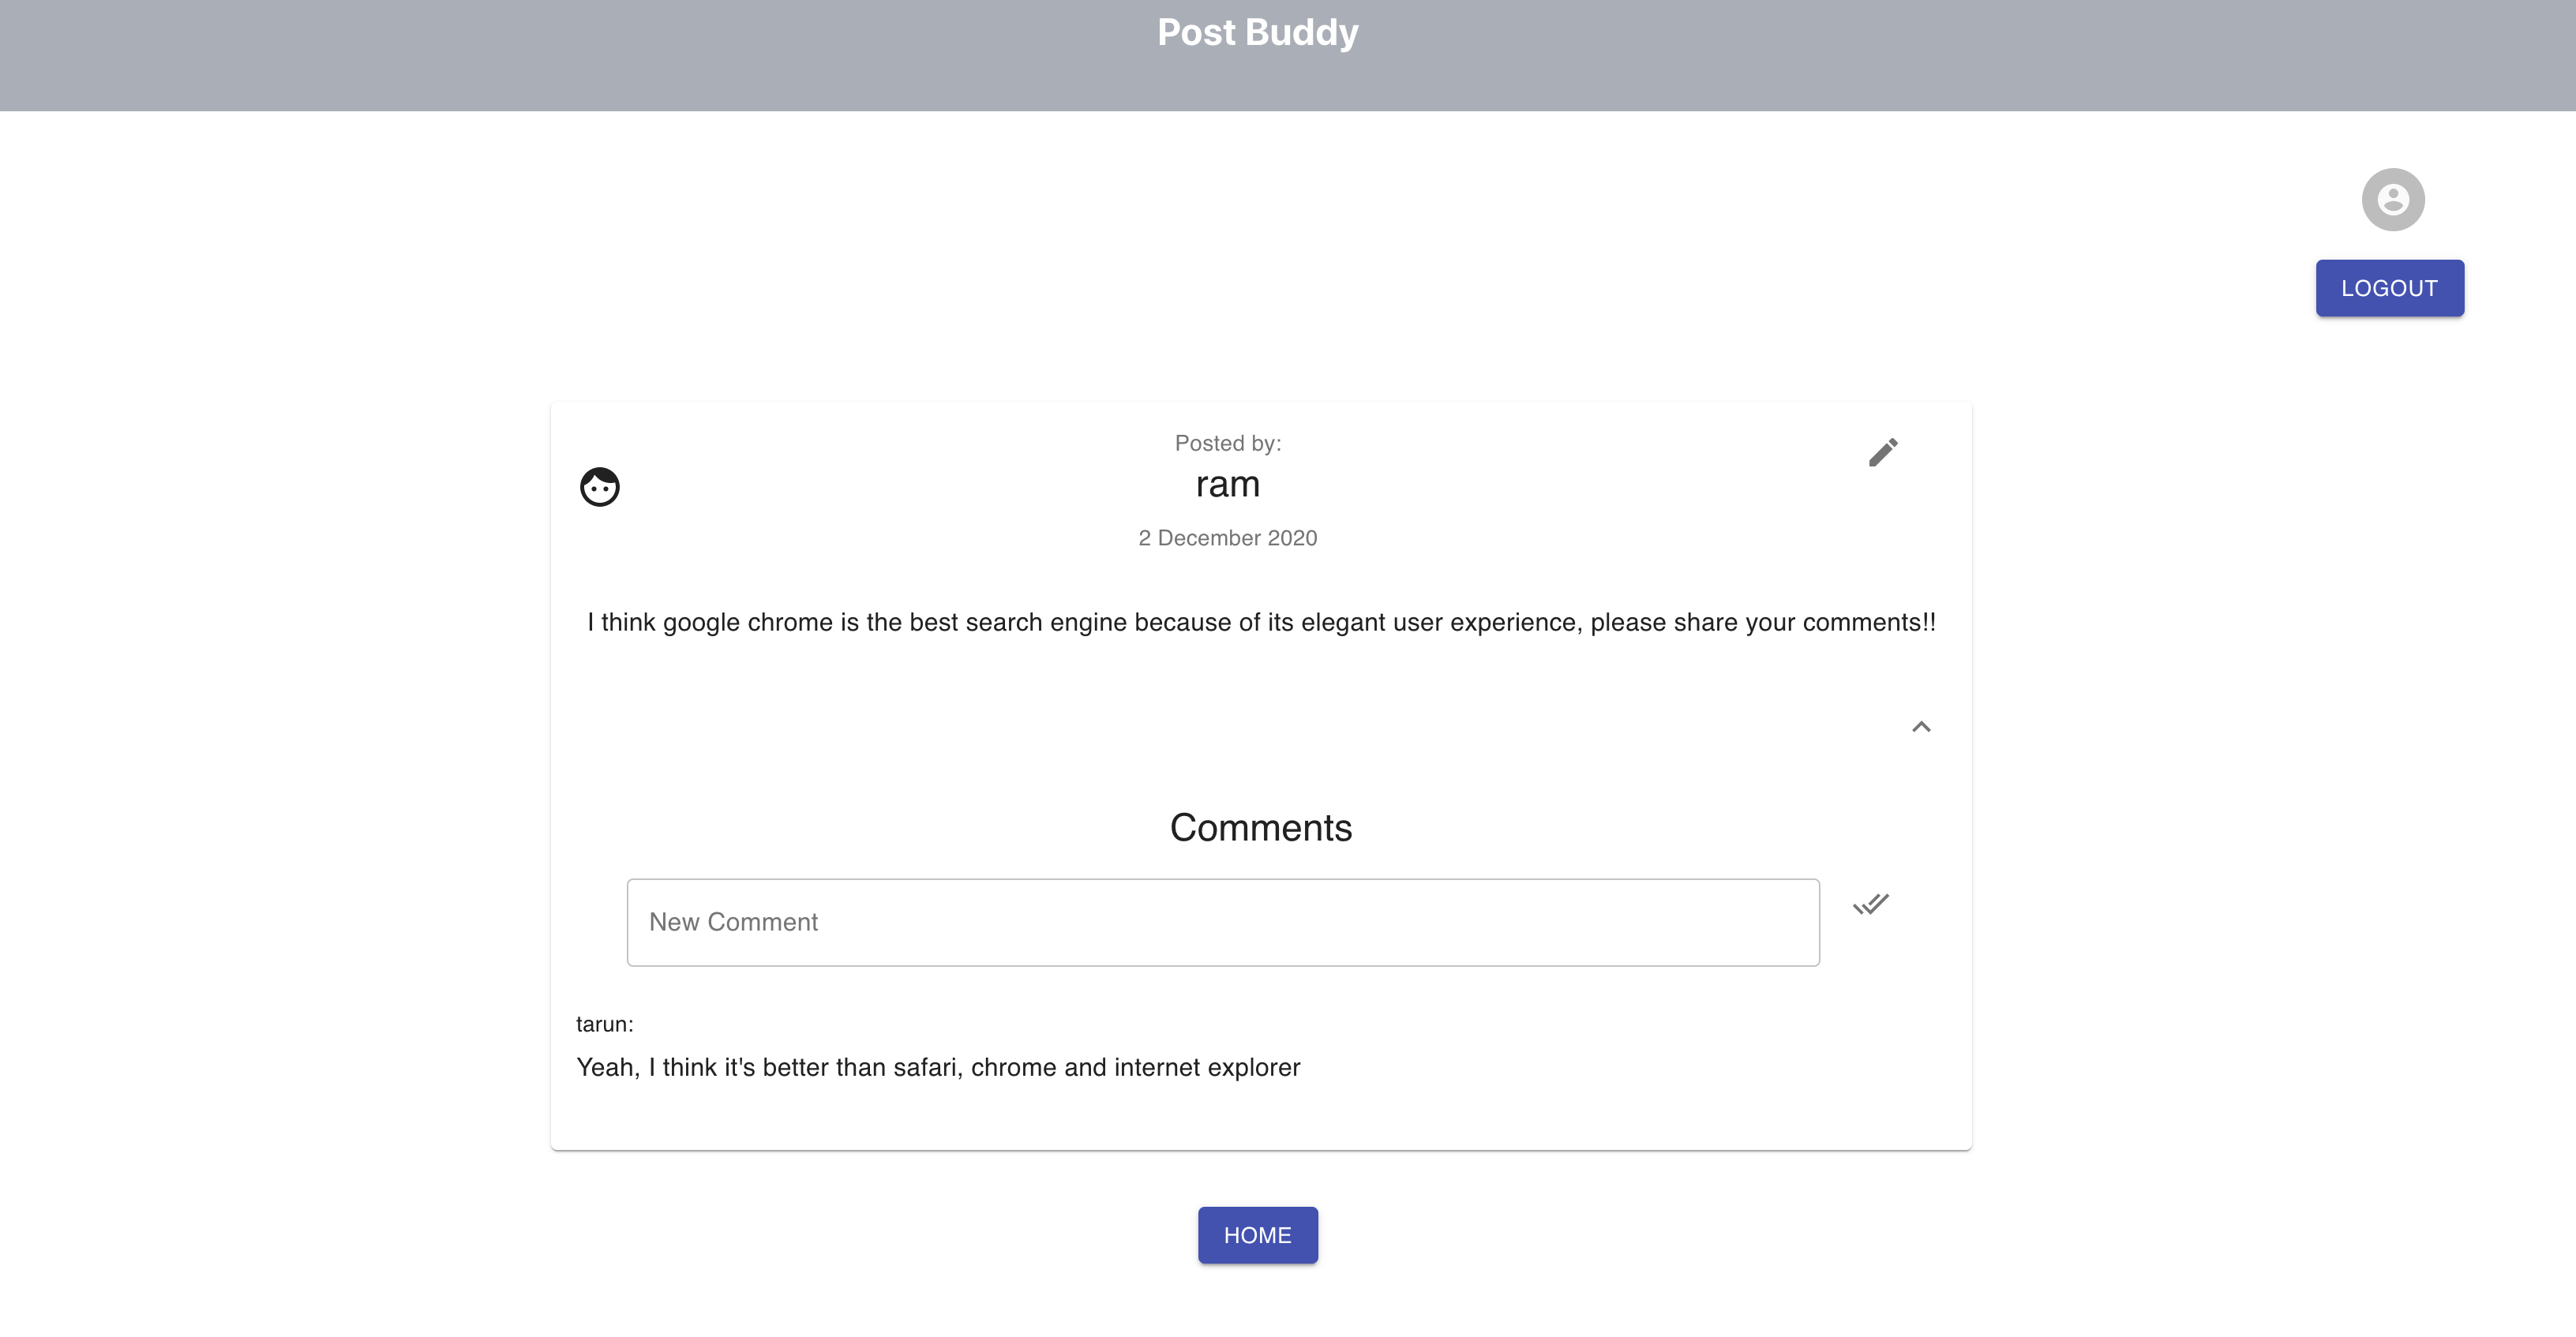 Post Buddy
LOGOUT
Posted by:
ram
2 December 2020
I think google chrome is the best search engine because of its elegant user experience, please share your comments!!
Comments
New Comment
tarun:
Yeah, I think it's better than safari, chrome and internet explorer
HOME